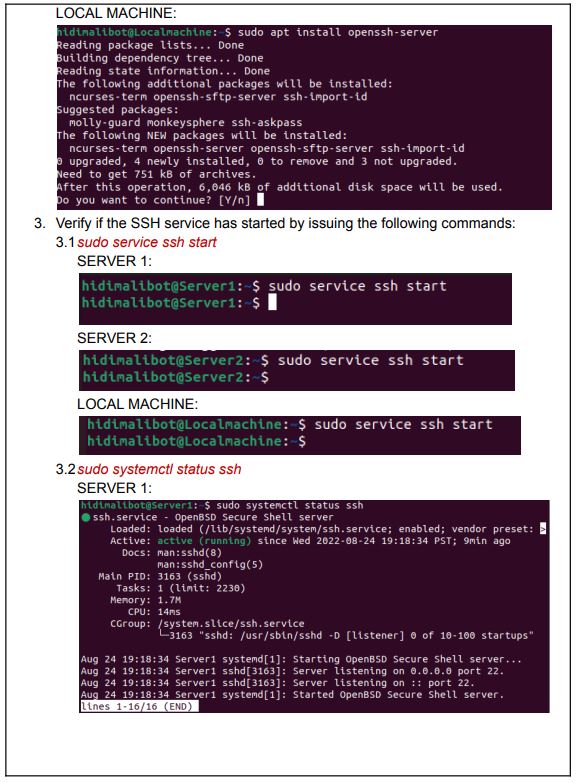 LOCAL MACHINE:
hidimalibot@Localmachine:~$ sudo apt install openssh-server
Reading package lists... Done
Building dependency tree... Done
Reading state information... Done
The following additional packages will be installed:
  ncurses-term openssh-sftp-server ssh-import-id
Suggested packages:
  molly-guard monkeysphere ssh-askpass
The following NEW packages will be installed:
  ncurses-term openssh-server openssh-sftp-server ssh-import-id
0 upgraded, 4 newly installed, 0 to remove and 3 not upgraded.
Need to get 751 kB of archives.
After this operation, 6,046 kB of additional disk space will be used.
Do you want to continue? [Y/n]
3. Verify if the SSH service has started by issuing the following commands:
3.1 sudo service ssh start
SERVER 1:
hidimalibot@Server1:~$ sudo service ssh start
hidimalibot@Server1:~$
SERVER 2:
hidimalibot@Server2:~$ sudo service ssh start
hidimalibot@Server2:~$
LOCAL MACHINE:
hidimalibot@Localmachine:~$ sudo service ssh start
hidimalibot@Localmachine:~$
3.2 sudo systemctl status ssh
SERVER 1:
hidimalibot@Server1:~$ sudo systemctl status ssh
● ssh.service - OpenBSD Secure Shell server
Loaded: loaded (/lib/systemd/system/ssh.service; enabled; vendor preset: >
Active: active (running) since Wed 2022-08-24 19:18:34 PST; 9min ago
Docs: man:sshd(8)
man:sshd_config(5)
Main PID: 3163 (sshd)
Tasks: 1 (limit: 2230)
Memory: 1.7M
CPU: 14ms
CGroup: /system.slice/ssh.service
└─3163 "sshd: /usr/sbin/sshd -D [listener] 0 of 10-100 startups"
Aug 24 19:18:34 Server1 systemd[1]: Starting OpenBSD Secure Shell server...
Aug 24 19:18:34 Server1 sshd[3163]: Server listening on 0.0.0.0 port 22.
Aug 24 19:18:34 Server1 sshd[3163]: Server listening on :: port 22.
Aug 24 19:18:34 Server1 systemd[1]: Started OpenBSD Secure Shell server.
lines 1-16/16 (END)